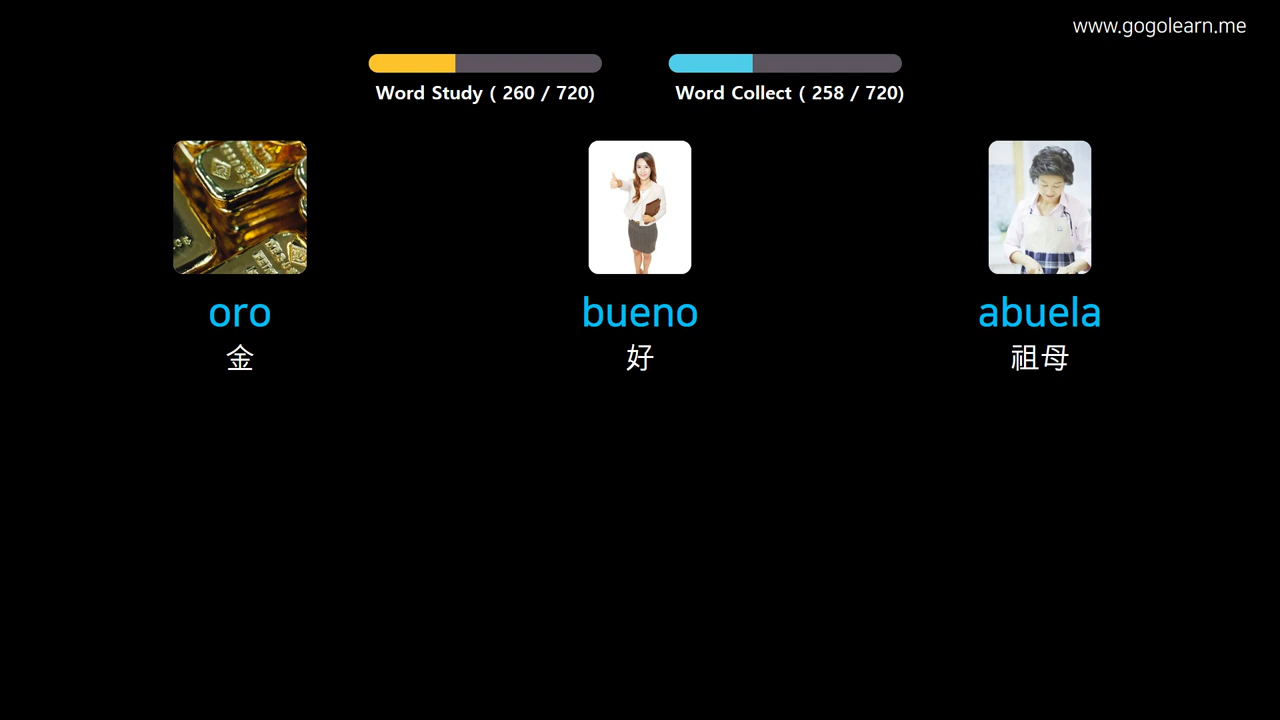 www.gogolearn.me
Word Study ( 260 / 720)
Word Collect ( 258 / 720)
oro
bueno
abuela
金
好
祖母